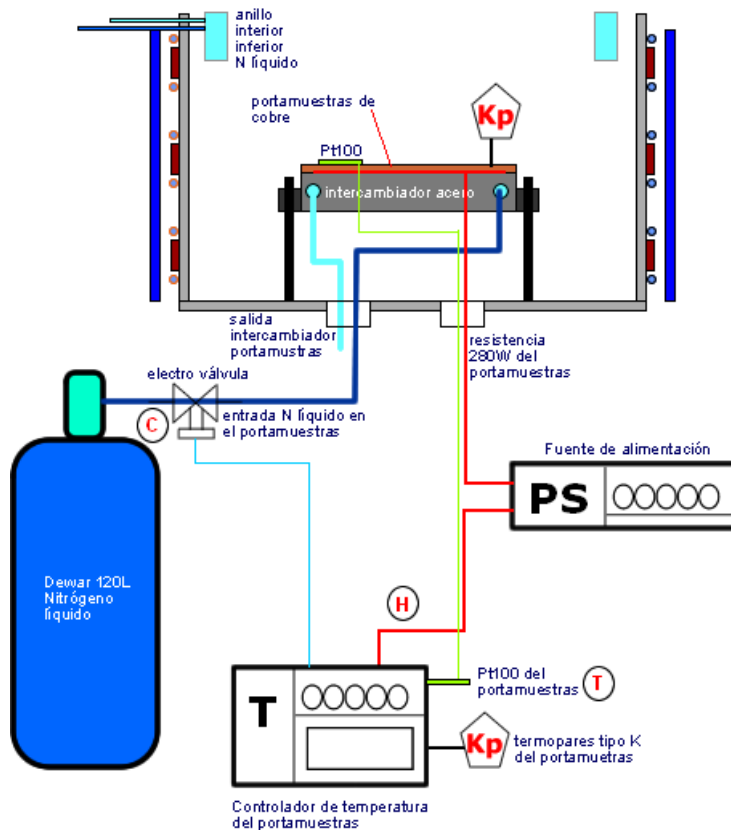 anillo
interior
inferior
N líquido
portamuestras de
cobre
Kp
Pt100
intercambiador acero
salida
intercambiador
portamustras
resistencia
280W del
portamuestras
electro válvula
C
entrada N líquido en
el portamuestras
Fuente de alimentación
PS
Dewar 120L
Nitrógeno
líquido
H
T
Pt100 del
portamuestras
T
Kp
termopares tipo K
del portamuetras
Controlador de temperatura
del portamuestras